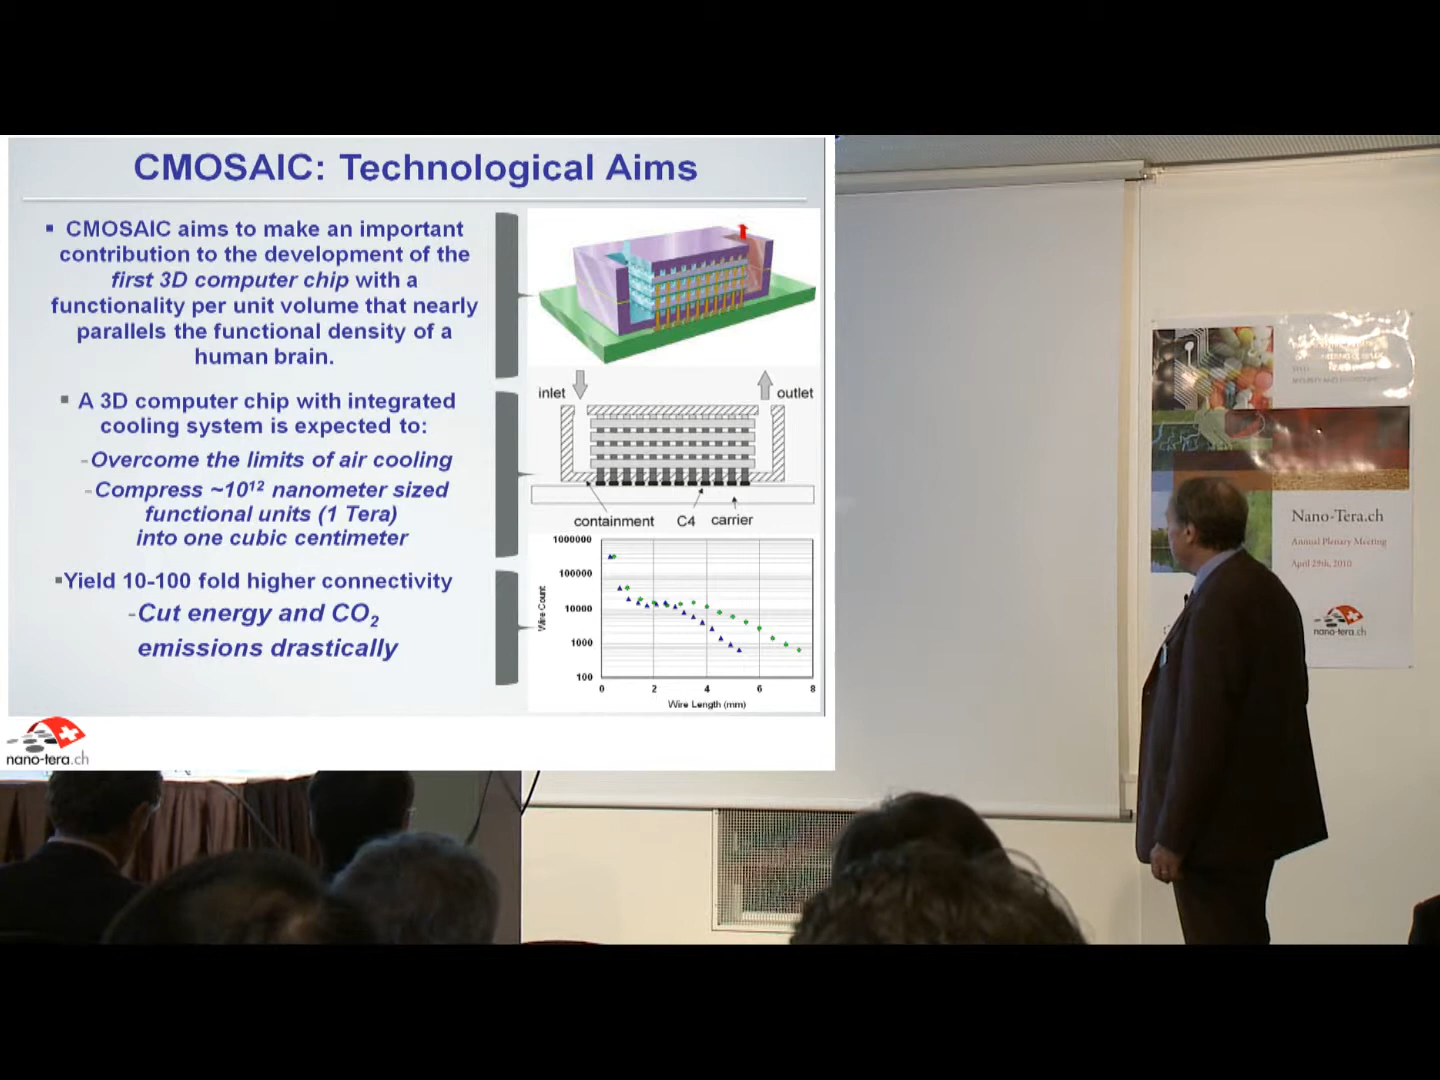 CMOSAIC: Technological Aims
▪ CMOSAIC aims to make an important
contribution to the development of the
first 3D computer chip with a
functionality per unit volume that nearly
parallels the functional density of a
human brain.
▪ A 3D computer chip with integrated
cooling system is expected to:
-Overcome the limits of air cooling
-Compress ~10¹² nanometer sized
functional units (1 Tera)
into one cubic centimeter
▪Yield 10-100 fold higher connectivity
-Cut energy and CO₂
emissions drastically
inlet
outlet
containment C4 carrier
1000000
100000
10000
1000
100
Wire Count
0 2 4 6 8
Wire Length (mm)
nano-tera.ch
Nano-Tera.ch
Annual Plenary Meeting
April 29th, 2010
nano-tera.ch